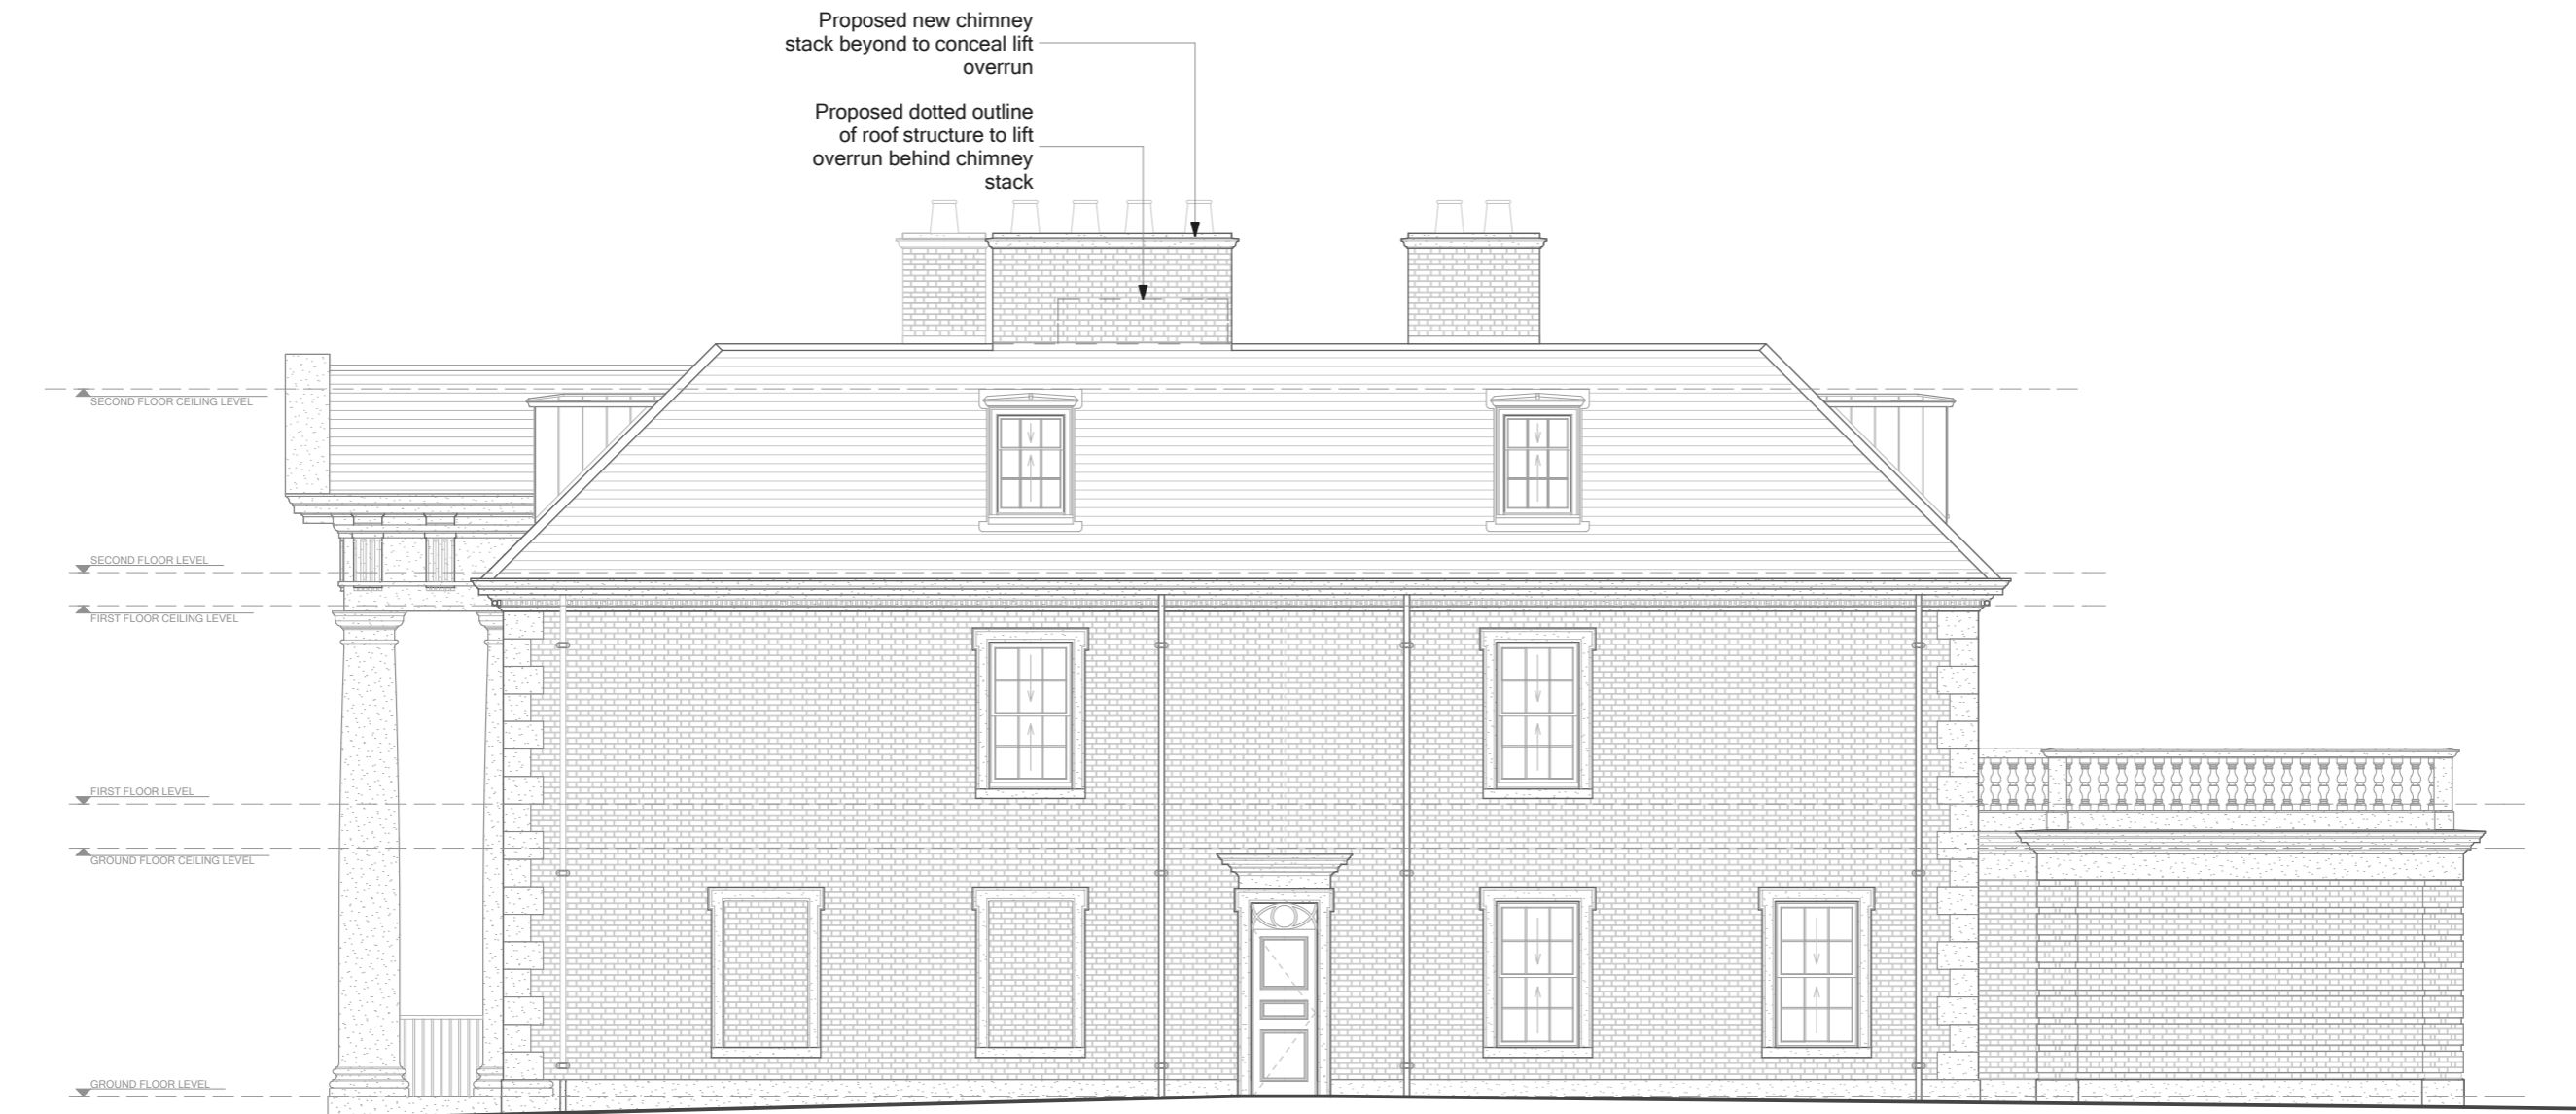 Proposed new chimney
stack beyond to conceal lift
overrun
Proposed dotted outline
of roof structure to lift
overrun behind chimney
stack
SECOND FLOOR CEILING LEVEL
SECOND FLOOR LEVEL
FIRST FLOOR CEILING LEVEL
FIRST FLOOR LEVEL
GROUND FLOOR CEILING LEVEL
GROUND FLOOR LEVEL